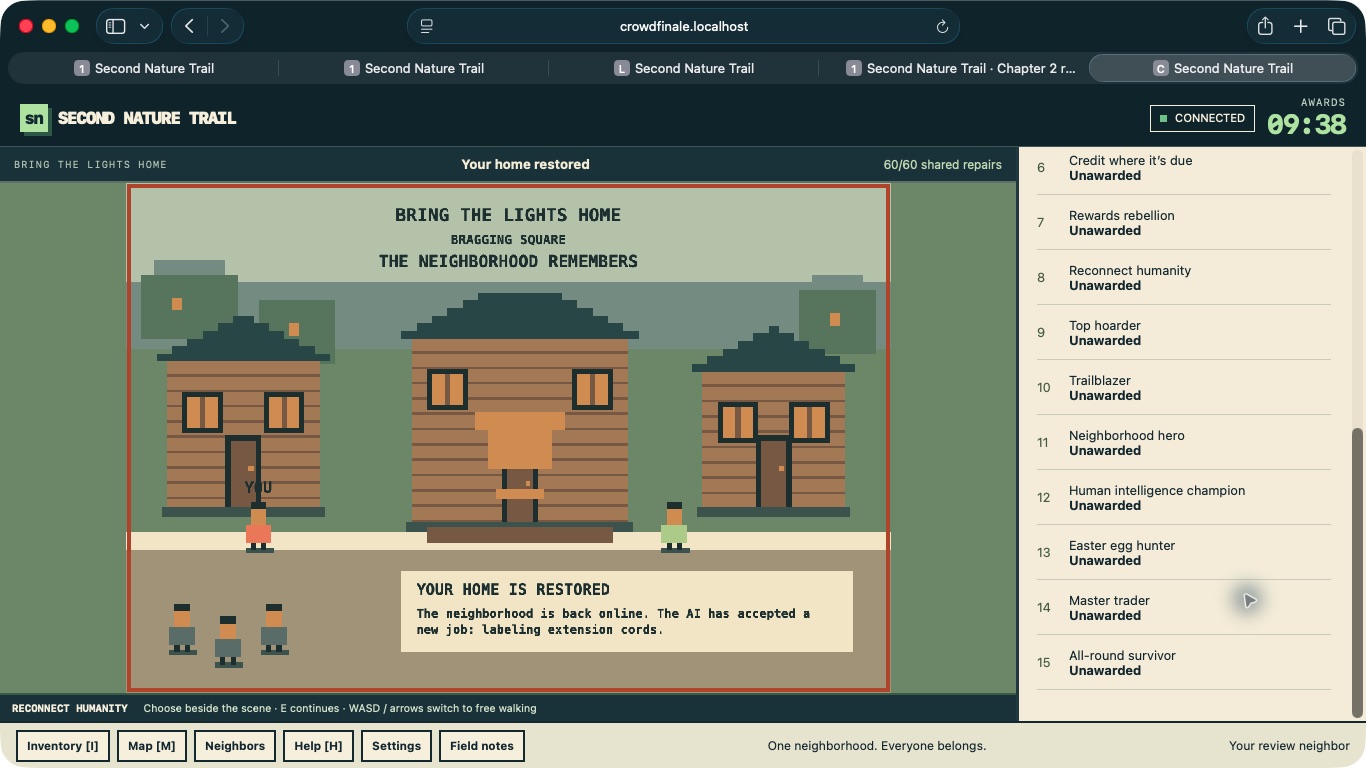 crowdfinale.localhost
1 Second Nature Trail
1 Second Nature Trail
L Second Nature Trail
1 Second Nature Trail · Chapter 2 r…
C Second Nature Trail
sn SECOND NATURE TRAIL
CONNECTED
AWARDS
09:38
BRING THE LIGHTS HOME
Your home restored
60/60 shared repairs
BRING THE LIGHTS HOME
BRAGGING SQUARE
THE NEIGHBORHOOD REMEMBERS
YOU
YOUR HOME IS RESTORED
The neighborhood is back online. The AI has accepted a
new job: labeling extension cords.
RECONNECT HUMANITY Choose beside the scene · E continues · WASD / arrows switch to free walking
6 Credit where it’s due
Unawarded
7 Rewards rebellion
Unawarded
8 Reconnect humanity
Unawarded
9 Top hoarder
Unawarded
10 Trailblazer
Unawarded
11 Neighborhood hero
Unawarded
12 Human intelligence champion
Unawarded
13 Easter egg hunter
Unawarded
14 Master trader
Unawarded
15 All-round survivor
Unawarded
Inventory [I]
Map [M]
Neighbors
Help [H]
Settings
Field notes
One neighborhood. Everyone belongs.
Your review neighbor